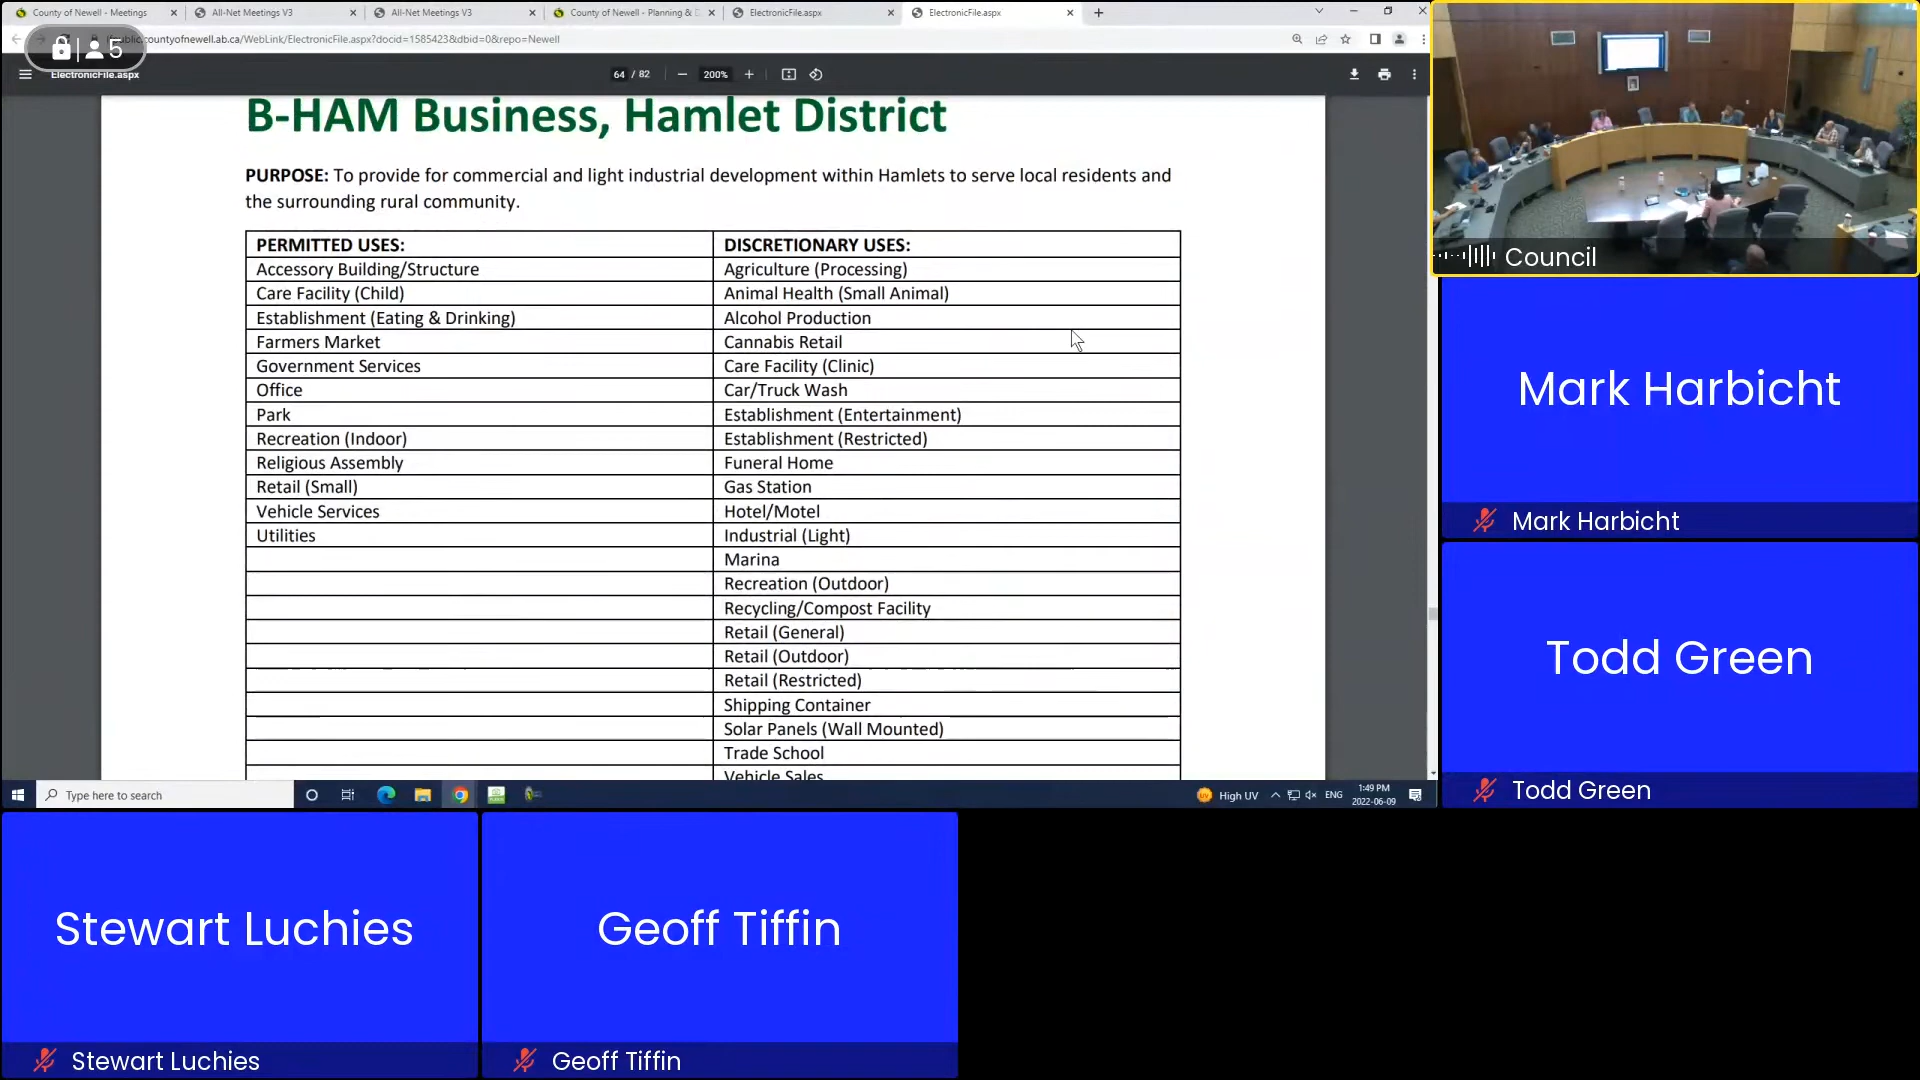 County of Newell - Meetings
All-Net Meetings V3
All-Net Meetings V3
County of Newell - Planning &
ElectronicFile.aspx
ElectronicFile.aspx
5
countyofnewell.ab.ca/WebLink/ElectronicFile.aspx?docid=1585423&dbid=0&repo=Newell
ElectronicFile.aspx
64 / 82
200%
B-HAM Business, Hamlet District
PURPOSE: To provide for commercial and light industrial development within Hamlets to serve local residents and
the surrounding rural community.
PERMITTED USES: DISCRETIONARY USES:
Accessory Building/Structure Agriculture (Processing)
Care Facility (Child) Animal Health (Small Animal)
Establishment (Eating & Drinking) Alcohol Production
Farmers Market Cannabis Retail
Government Services Care Facility (Clinic)
Office Car/Truck Wash
Park Establishment (Entertainment)
Recreation (Indoor) Establishment (Restricted)
Religious Assembly Funeral Home
Retail (Small) Gas Station
Vehicle Services Hotel/Motel
Utilities Industrial (Light)
Marina
Recreation (Outdoor)
Recycling/Compost Facility
Retail (General)
Retail (Outdoor)
Retail (Restricted)
Shipping Container
Solar Panels (Wall Mounted)
Trade School
Vehicle Sales
Type here to search
High UV
ENG
1:49 PM
2022-06-09
Council
Mark Harbicht
Mark Harbicht
Todd Green
Todd Green
Stewart Luchies
Stewart Luchies
Geoff Tiffin
Geoff Tiffin